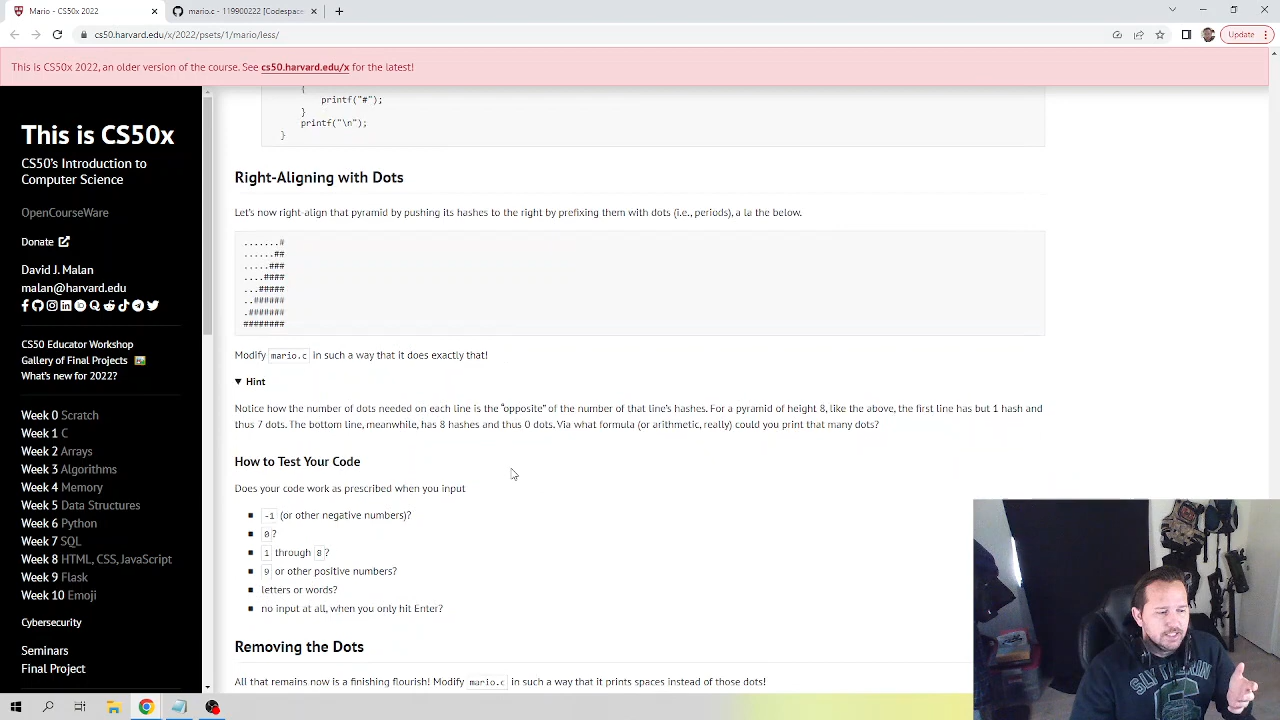 Mario - CS50x 2022
mario.c - 119900222 [Codespace
cs50.harvard.edu/x/2022/psets/1/mario/less/
Update
This is CS50x 2022, an older version of the course. See cs50.harvard.edu/x for the latest!
This is CS50x
CS50's Introduction to
Computer Science
OpenCourseWare
Donate
David J. Malan
malan@harvard.edu
CS50 Educator Workshop
Gallery of Final Projects
What's new for 2022?
Week 0 Scratch
Week 1 C
Week 2 Arrays
Week 3 Algorithms
Week 4 Memory
Week 5 Data Structures
Week 6 Python
Week 7 SQL
Week 8 HTML, CSS, JavaScript
Week 9 Flask
Week 10 Emoji
Cybersecurity
Seminars
Final Project
{
printf("#");
}
printf("\n");
}
Right-Aligning with Dots
Let's now right-align that pyramid by pushing its hashes to the right by prefixing them with dots (i.e., periods), a la the below.
.......#
......##
.....###
....####
...#####
..######
.#######
########
Modify mario.c in such a way that it does exactly that!
Hint
Notice how the number of dots needed on each line is the “opposite” of the number of that line's hashes. For a pyramid of height 8, like the above, the first line has but 1 hash and
thus 7 dots. The bottom line, meanwhile, has 8 hashes and thus 0 dots. Via what formula (or arithmetic, really) could you print that many dots?
How to Test Your Code
Does your code work as prescribed when you input
-1 (or other negative numbers)?
0?
1 through 8?
9 or other positive numbers?
letters or words?
no input at all, when you only hit Enter?
Removing the Dots
All that remains now is a finishing flourish! Modify mario.c in such a way that it prints spaces instead of those dots!